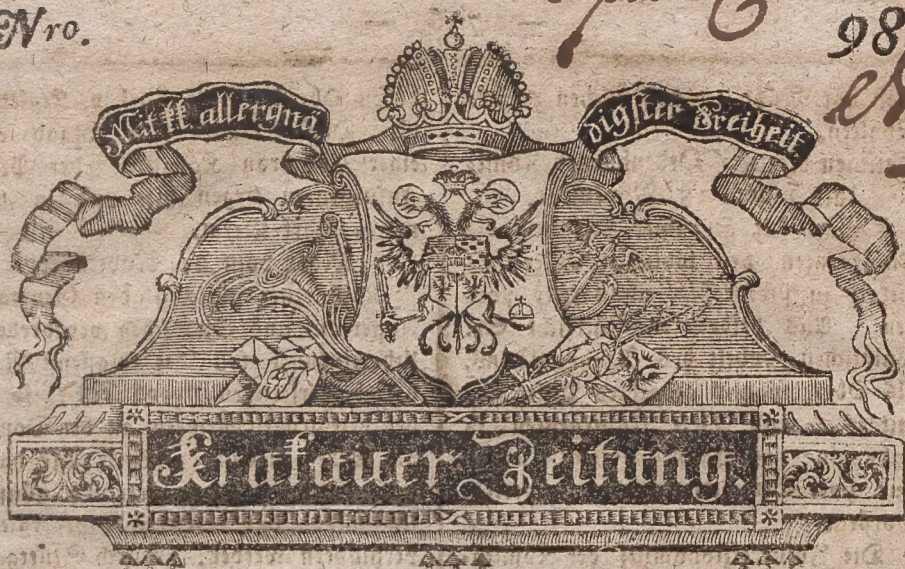 Nro. 98
Mit kk allergnä
digster Freiheit.
Krakauer Zeitung.